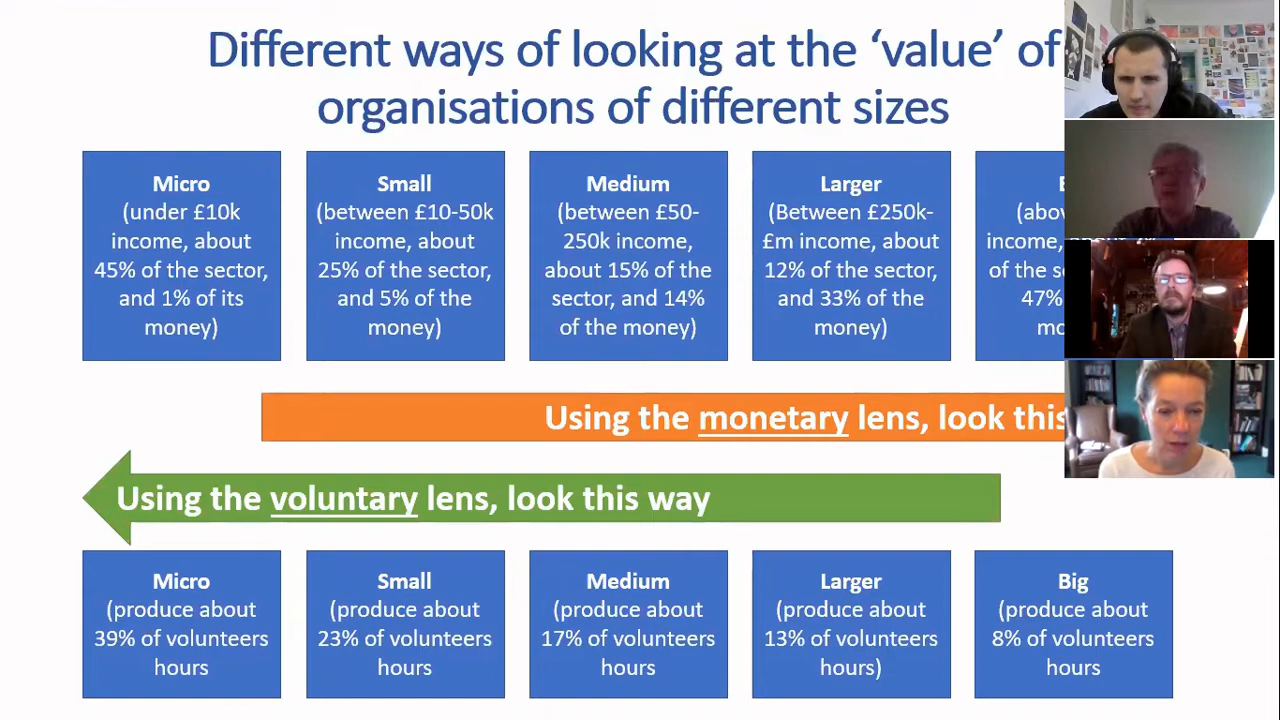 Different ways of looking at the ‘value’ of
organisations of different sizes
Micro
(under £10k
income, about
45% of the sector,
and 1% of its
money)
Small
(between £10-50k
income, about
25% of the sector,
and 5% of the
money)
Medium
(between £50-
250k income,
about 15% of the
sector, and 14%
of the money)
Larger
(Between £250k-
£m income, about
12% of the sector,
and 33% of the
money)
income,
47%
Using the monetary lens, look this
Using the voluntary lens, look this way
Micro
(produce about
39% of volunteers
hours
Small
(produce about
23% of volunteers
hours
Medium
(produce about
17% of volunteers
hours
Larger
(produce about
13% of volunteers
hours)
Big
(produce about
8% of volunteers
hours